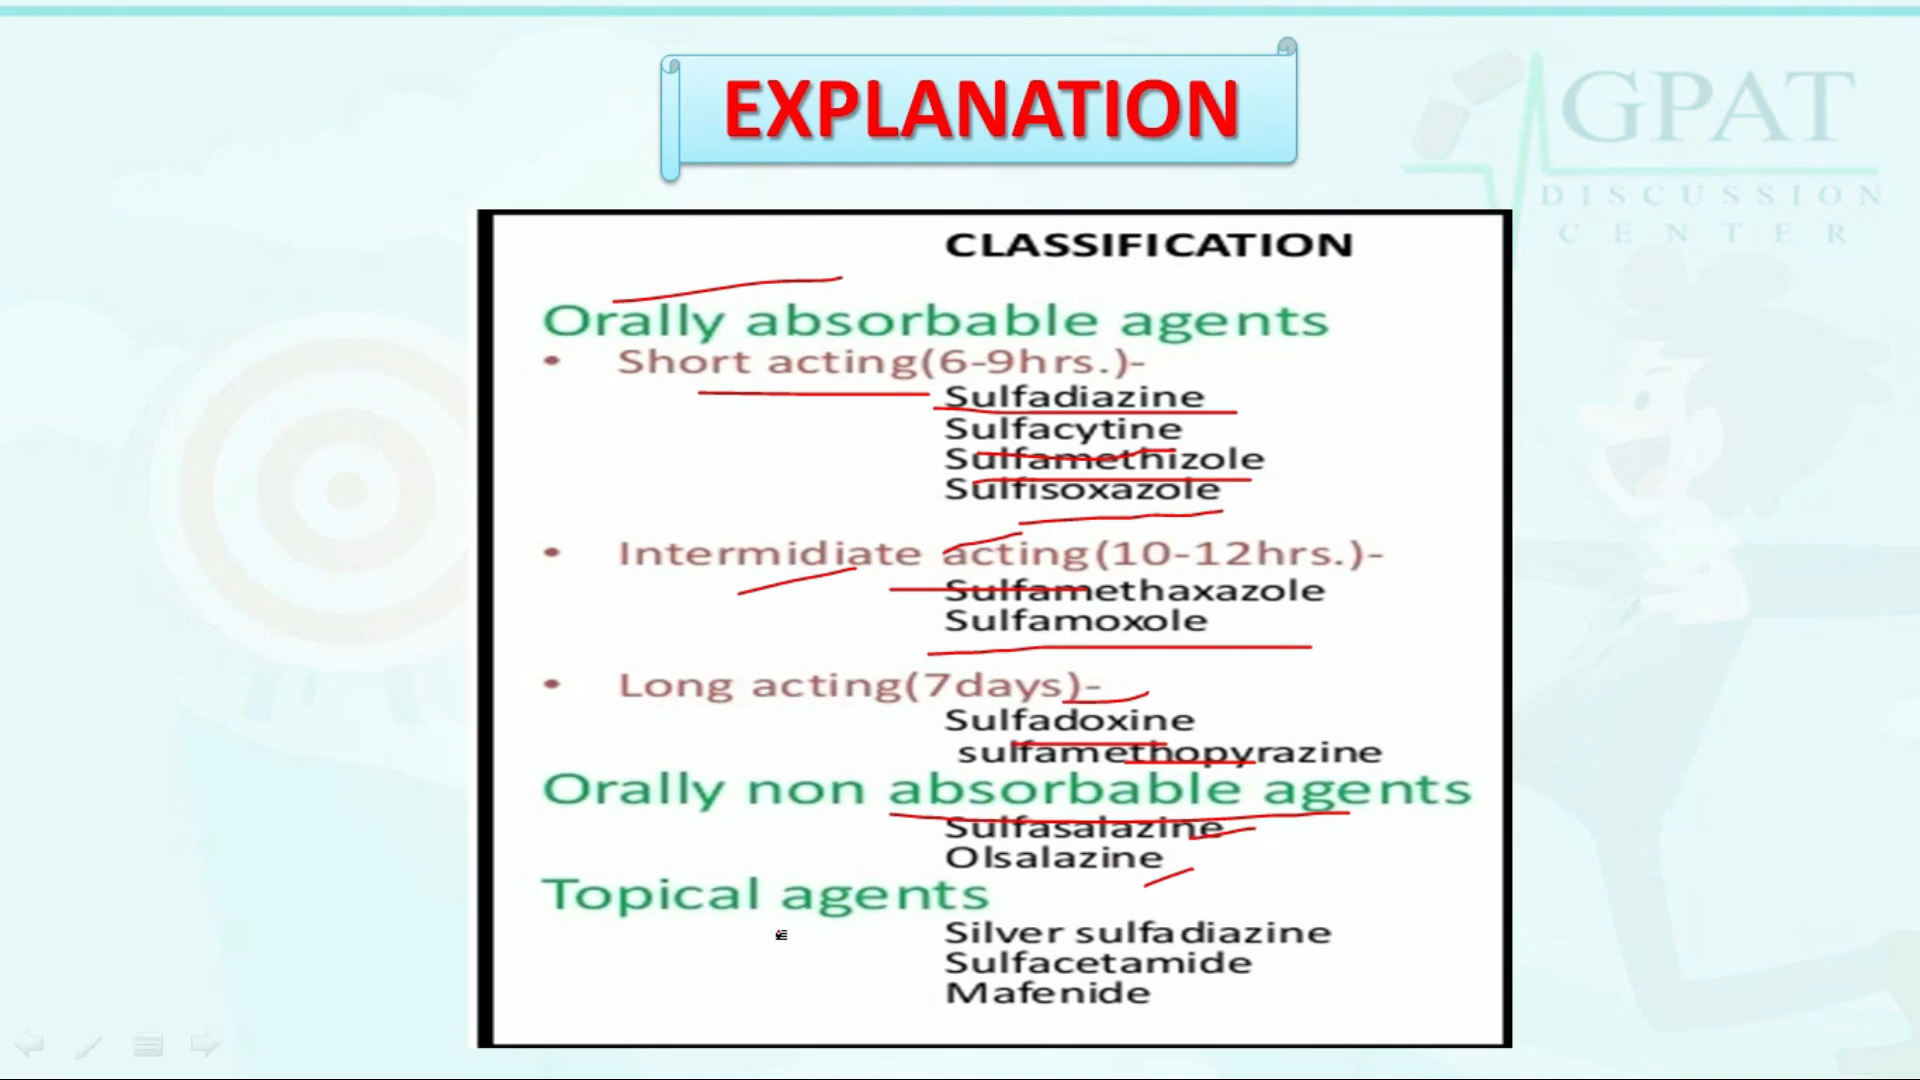 EXPLANATION
GPAT
DISCUSSION
CENTER
CLASSIFICATION
Orally absorbable agents
• Short acting(6-9hrs.)-
Sulfadiazine
Sulfacytine
Sulfamethizole
Sulfisoxazole
• Intermidiate acting(10-12hrs.)-
Sulfamethaxazole
Sulfamoxole
• Long acting(7days)-
Sulfadoxine
sulfamethopyrazine
Orally non absorbable agents
Sulfasalazine
Olsalazine
Topical agents
Silver sulfadiazine
Sulfacetamide
Mafenide